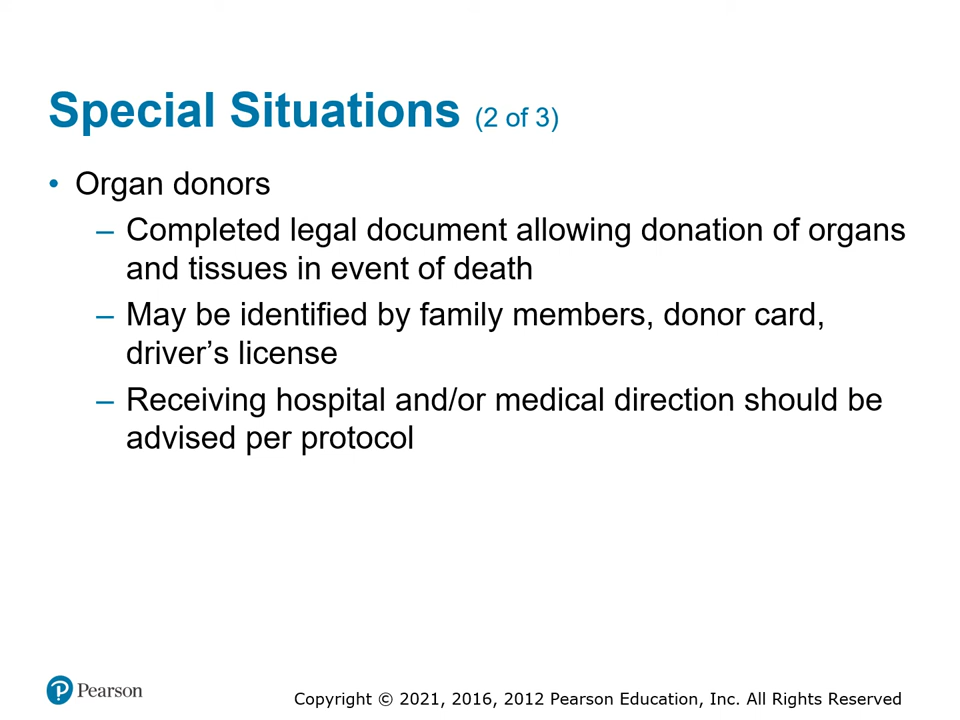 Special Situations (2 of 3)
• Organ donors
– Completed legal document allowing donation of organs
and tissues in event of death
– May be identified by family members, donor card,
driver’s license
– Receiving hospital and/or medical direction should be
advised per protocol
Pearson
Copyright © 2021, 2016, 2012 Pearson Education, Inc. All Rights Reserved